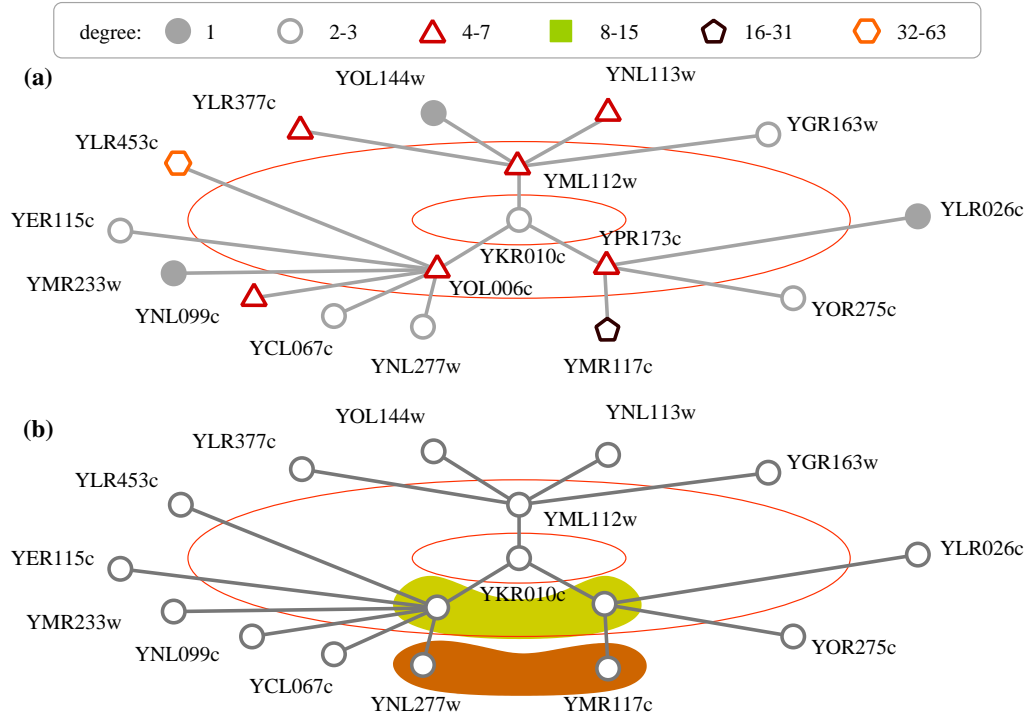 degree: 1 2-3 4-7 8-15 16-31 32-63
(a)
YOL144w
YNL113w
YLR377c
YLR453c
YGR163w
YML112w
YER115c
YLR026c
YPR173c
YKR010c
YMR233w
YOL006c
YNL099c
YOR275c
YCL067c
YNL277w
YMR117c
(b)
YOL144w
YNL113w
YLR377c
YGR163w
YLR453c
YML112w
YLR026c
YER115c
YKR010c
YMR233w
YOR275c
YNL099c
YCL067c
YNL277w
YMR117c